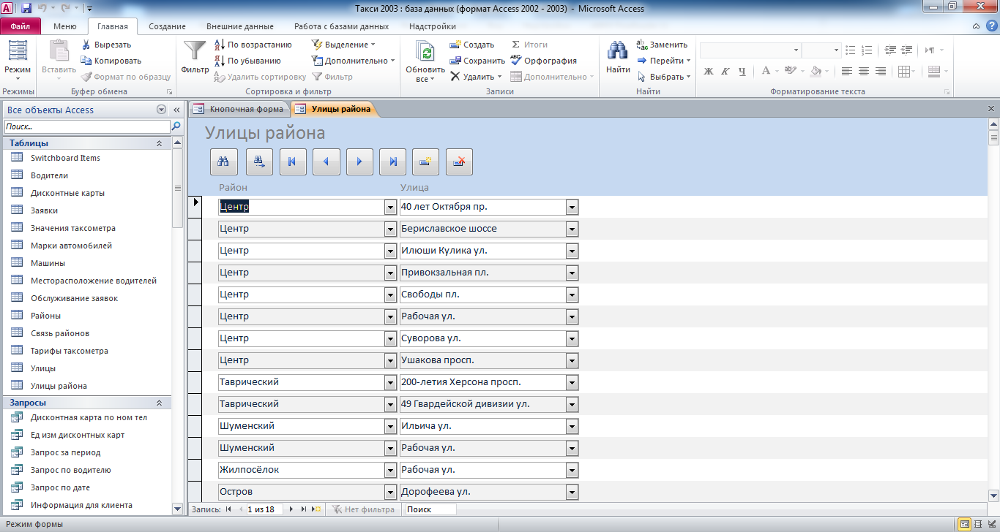 Такси 2003 : база данных (формат Access 2002 - 2003) - Microsoft Access
Файл Меню Главная Создание Внешние данные Работа с базами данных Надстройки
Режим
Режимы
Вставить
Вырезать
Копировать
Формат по образцу
Буфер обмена
Фильтр
По возрастанию
По убыванию
Удалить сортировку
Выделение
Дополнительно
Фильтр
Сортировка и фильтр
Обновить
все
Создать
Сохранить
Удалить
Итоги
Орфография
Дополнительно
Записи
Найти
Заменить
Перейти
Выбрать
Найти
Ж К Ч А
Форматирование текста
Все объекты Access
Поиск...
Таблицы
Switchboard Items
Водители
Дисконтные карты
Заявки
Значения таксометра
Марки автомобилей
Машины
Месторасположение водителей
Обслуживание заявок
Районы
Связь районов
Тарифы таксометра
Улицы
Улицы района
Запросы
Дисконтная карта по ном тел
Ед изм дисконтных карт
Запрос за период
Запрос по водителю
Запрос по дате
Информация для клиента
Кнопочная форма Улицы района
Улицы района
Район Улица
Центр 40 лет Октября пр.
Центр Бериславское шоссе
Центр Илюши Кулика ул.
Центр Привокзальная пл.
Центр Свободы пл.
Центр Рабочая ул.
Центр Суворова ул.
Центр Ушакова просп.
Таврический 200-летия Херсона просп.
Таврический 49 Гвардейской дивизии ул.
Шуменский Ильича ул.
Шуменский Рабочая ул.
Жилпосёлок Рабочая ул.
Остров Дорофеева ул.
Запись: 1 из 18 Нет фильтра Поиск
Режим формы